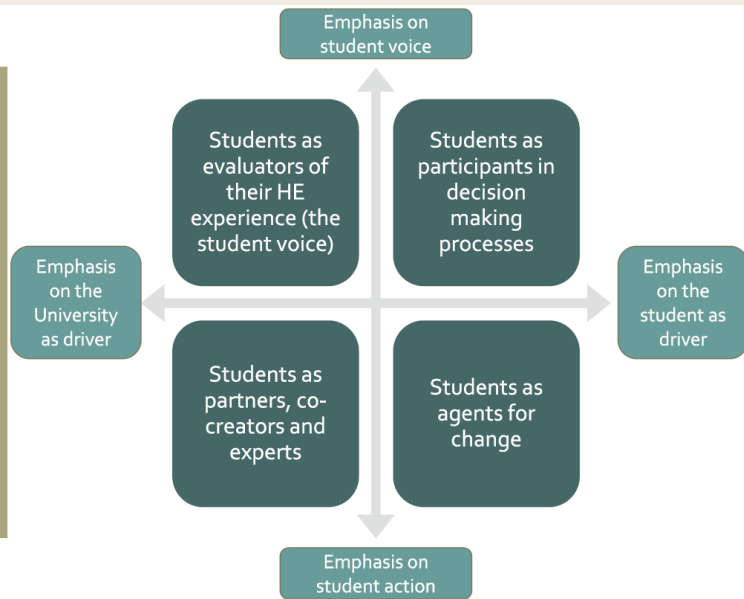 Emphasis on
student voice
Students as
evaluators of
their HE
experience (the
student voice)
Students as
participants in
decision
making
processes
Emphasis
on the
University
as driver
Emphasis
on the
student as
driver
Students as
partners, co-
creators and
experts
Students as
agents for
change
Emphasis on
student action